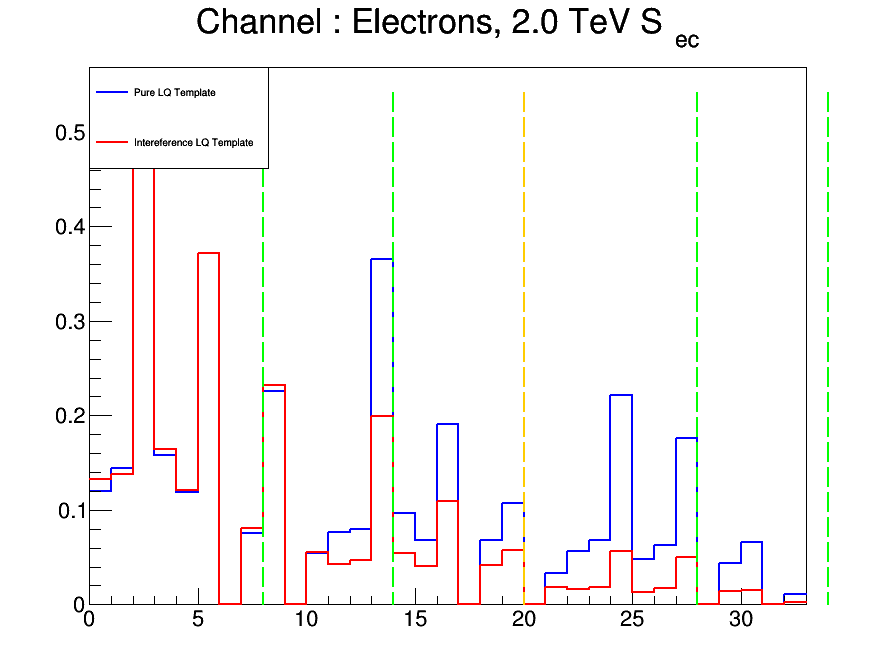 Channel : Electrons, 2.0 TeV S ec
Pure LQ Template
Intereference LQ Template
0.5
0.4
0.3
0.2
0.1
0
0 5 10 15 20 25 30